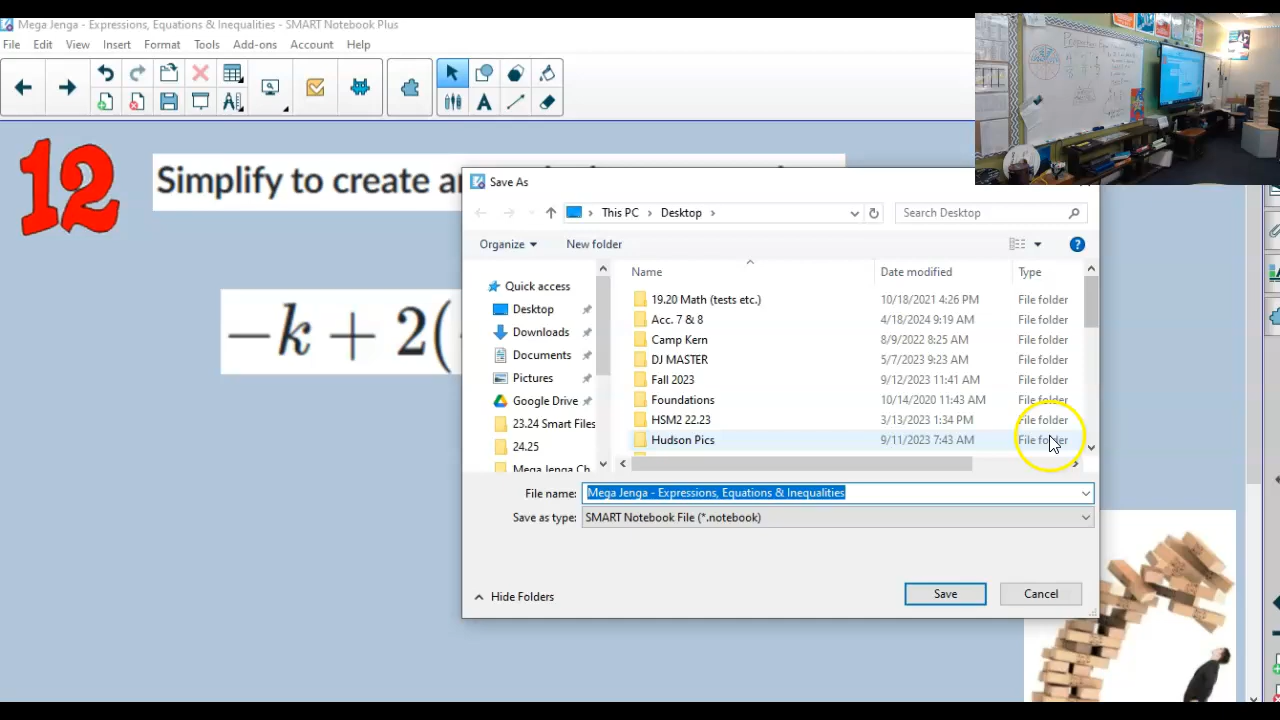 Mega Jenga - Expressions, Equations & Inequalities - SMART Notebook Plus
File Edit View Insert Format Tools Add-ons Account Help
12
Simplify to create
−k + 2(
Save As
This PC > Desktop >
Search Desktop
Organize
New folder
Name
Date modified
Type
Quick access
Desktop
Downloads
Documents
Pictures
Google Drive
23.24 Smart Files
24.25
Mega Jenga Ch
19.20 Math (tests etc.) 10/18/2021 4:26 PM File folder
Acc. 7 & 8 4/18/2024 9:19 AM File folder
Camp Kern 8/9/2022 8:25 AM File folder
DJ MASTER 5/7/2023 9:23 AM File folder
Fall 2023 9/12/2023 11:41 AM File folder
Foundations 10/14/2020 11:43 AM File folder
HSM2 22.23 3/13/2023 1:34 PM File folder
Hudson Pics 9/11/2023 7:43 AM File folder
File name: Mega Jenga - Expressions, Equations & Inequalities
Save as type: SMART Notebook File (*.notebook)
Hide Folders
Save
Cancel